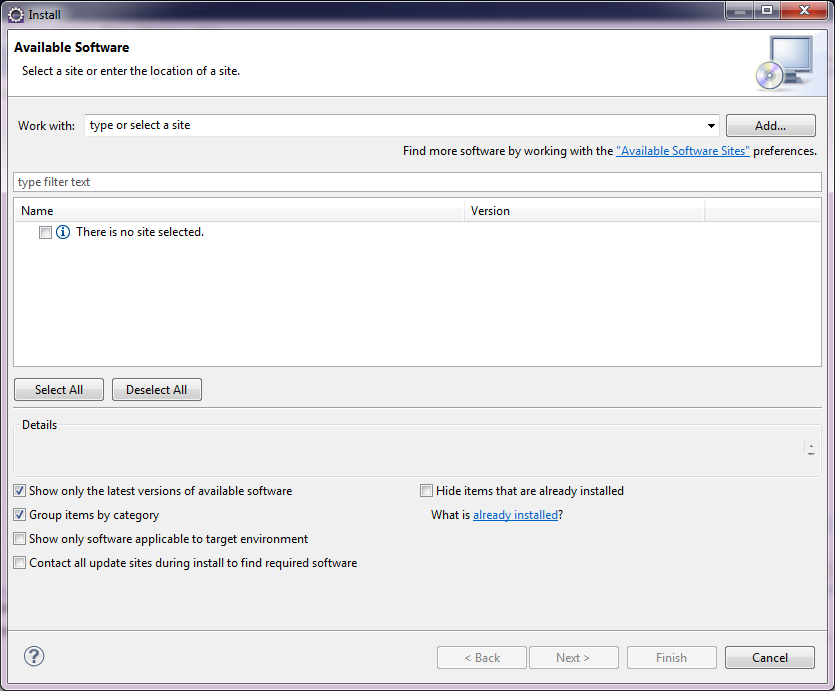 Install
Available Software
Select a site or enter the location of a site.
Work with: type or select a site Add...
Find more software by working with the "Available Software Sites" preferences.
type filter text
Name Version
There is no site selected.
Select All Deselect All
Details
Show only the latest versions of available software Hide items that are already installed
Group items by category What is already installed?
Show only software applicable to target environment
Contact all update sites during install to find required software
? < Back Next > Finish Cancel